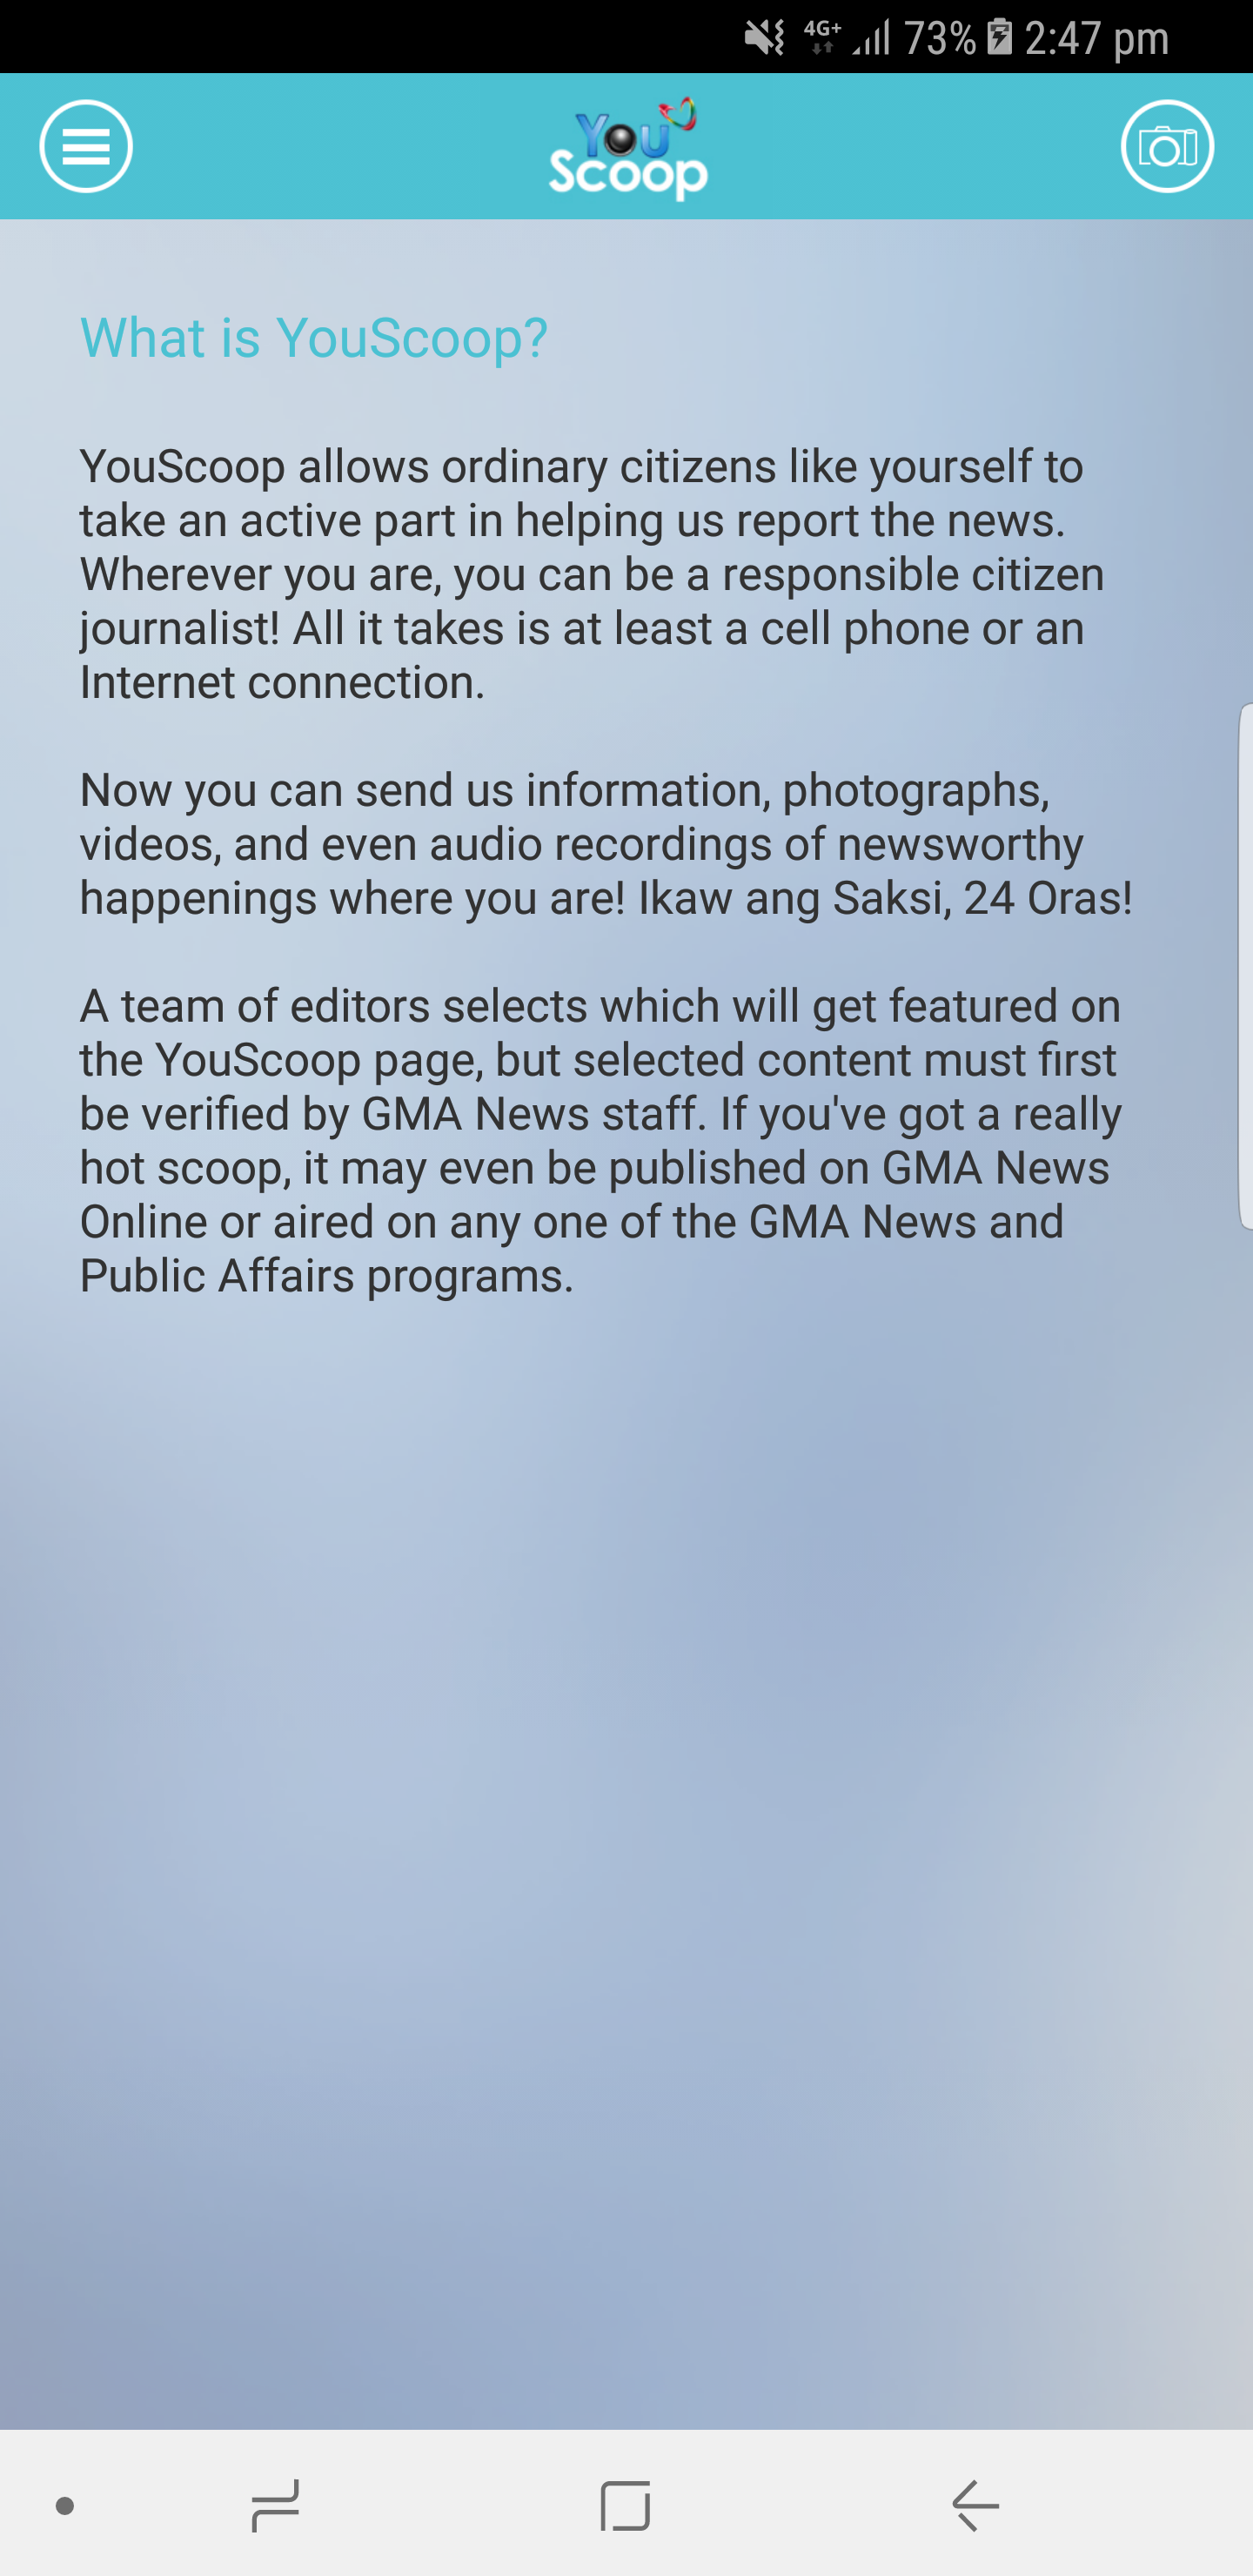 4G+ 73% 2:47 pm
You
Scoop
What is YouScoop?
YouScoop allows ordinary citizens like yourself to
take an active part in helping us report the news.
Wherever you are, you can be a responsible citizen
journalist! All it takes is at least a cell phone or an
Internet connection.
Now you can send us information, photographs,
videos, and even audio recordings of newsworthy
happenings where you are! Ikaw ang Saksi, 24 Oras!
A team of editors selects which will get featured on
the YouScoop page, but selected content must first
be verified by GMA News staff. If you've got a really
hot scoop, it may even be published on GMA News
Online or aired on any one of the GMA News and
Public Affairs programs.